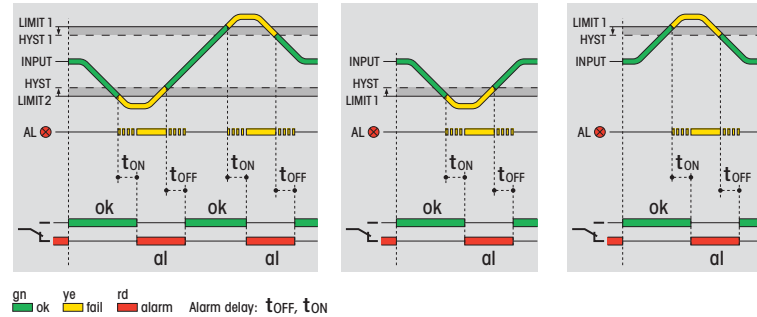 LIMIT 1
HYST 1
INPUT
HYST
LIMIT2
AL
tON
tOFF
tON
tOFF
ok
ok
al
al
INPUT
HYST
LIMIT 1
AL
tON
tOFF
ok
al
LIMIT 1
HYST
INPUT
AL
tON
tOFF
ok
al
gn ok ye fail rd alarm Alarm delay: tOFF, tON